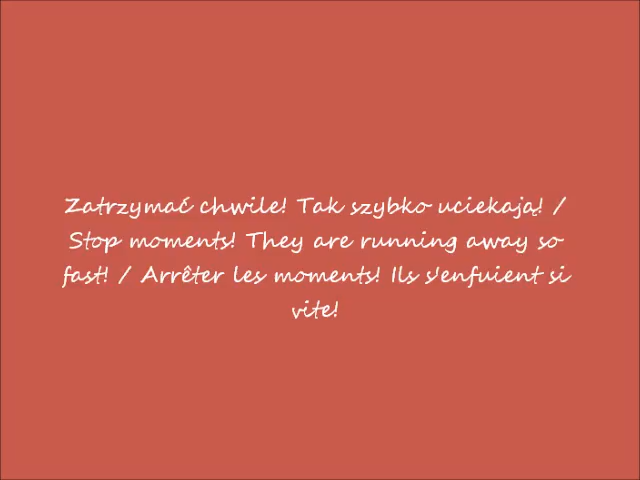 Zatrzymać chwile! Tak szybko uciekają! /
Stop moments! They are running away so
fast! / Arrêter les moments! Ils s'enfuient si
vite!